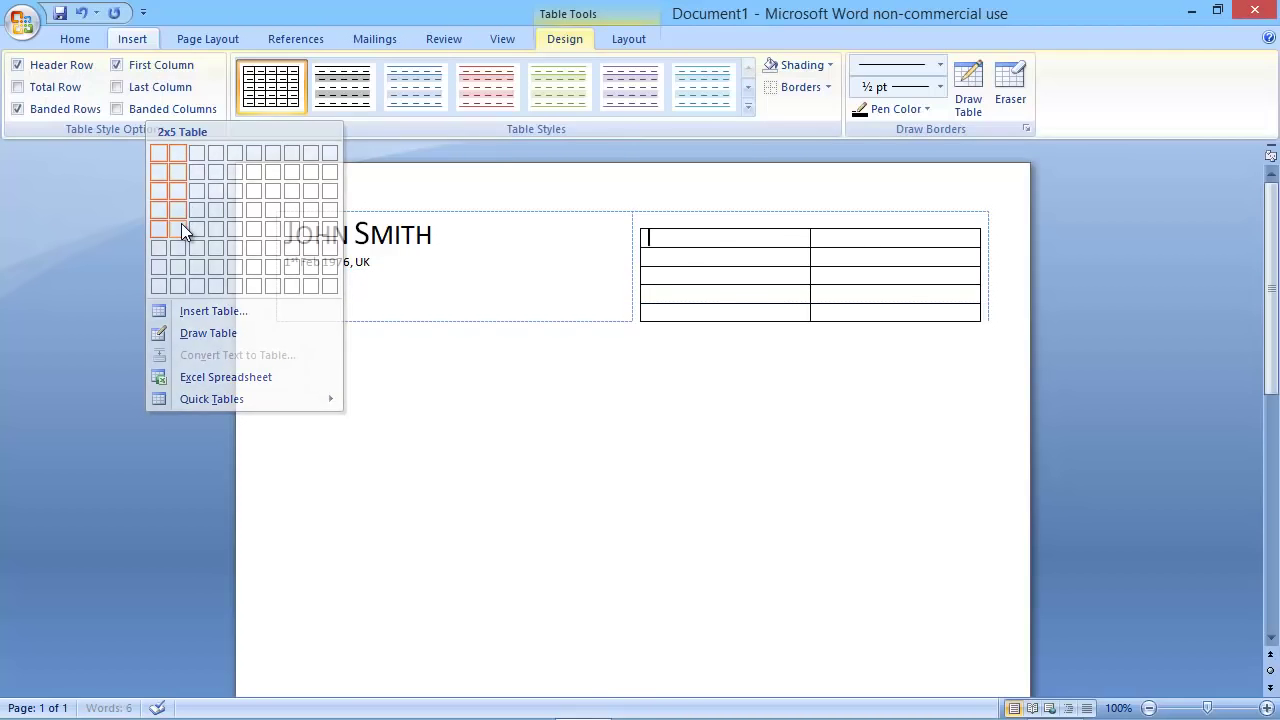 Table Tools
Document1 - Microsoft Word non-commercial use
Home
Insert
Page Layout
References
Mailings
Review
View
Design
Layout
Header Row
First Column
Total Row
Last Column
Banded Rows
Banded Columns
Table Style Optio
Table Styles
Shading
Borders
½ pt
Pen Color
Draw Table
Eraser
Draw Borders
2x5 Table
Insert Table...
Draw Table
Convert Text to Table...
Excel Spreadsheet
Quick Tables
JOHN SMITH
1st Feb 1976, UK
Page: 1 of 1
Words: 6
100%